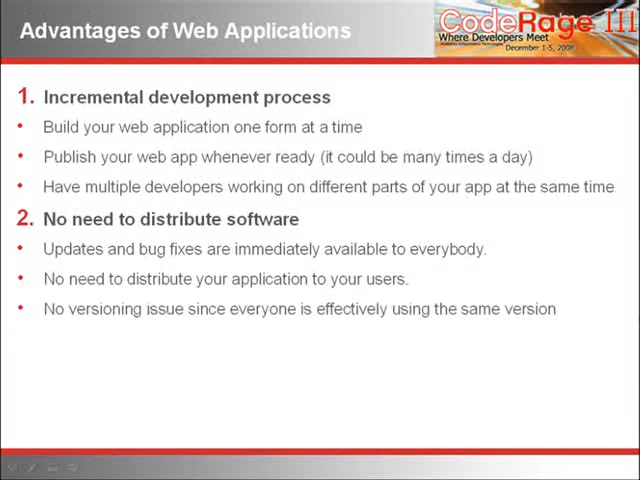 Advantages of Web Applications
CodeRage III
Where Developers Meet
December 1-5, 2008
1. Incremental development process
• Build your web application one form at a time
• Publish your web app whenever ready (it could be many times a day)
• Have multiple developers working on different parts of your app at the same time.
2. No need to distribute software
• Updates and bug fixes are immediately available to everybody.
• No need to distribute your application to your users.
• No versioning issue since everyone is effectively using the same version